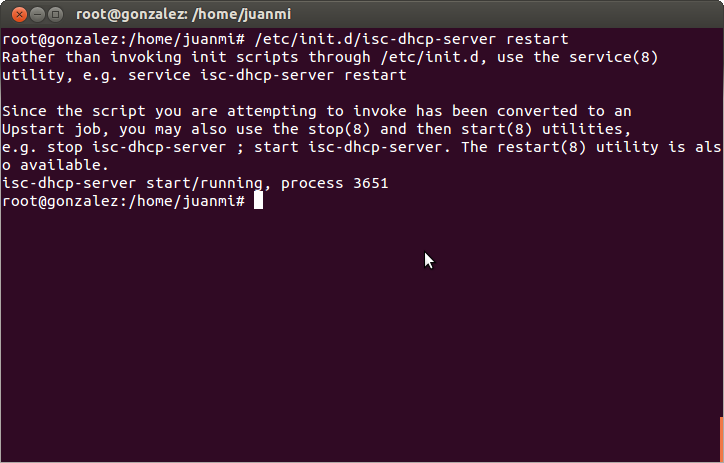 root@gonzalez: /home/juanmi
root@gonzalez:/home/juanmi# /etc/init.d/isc-dhcp-server restart
Rather than invoking init scripts through /etc/init.d, use the service(8)
utility, e.g. service isc-dhcp-server restart
Since the script you are attempting to invoke has been converted to an
Upstart job, you may also use the stop(8) and then start(8) utilities,
e.g. stop isc-dhcp-server ; start isc-dhcp-server. The restart(8) utility is als
o available.
isc-dhcp-server start/running, process 3651
root@gonzalez:/home/juanmi#